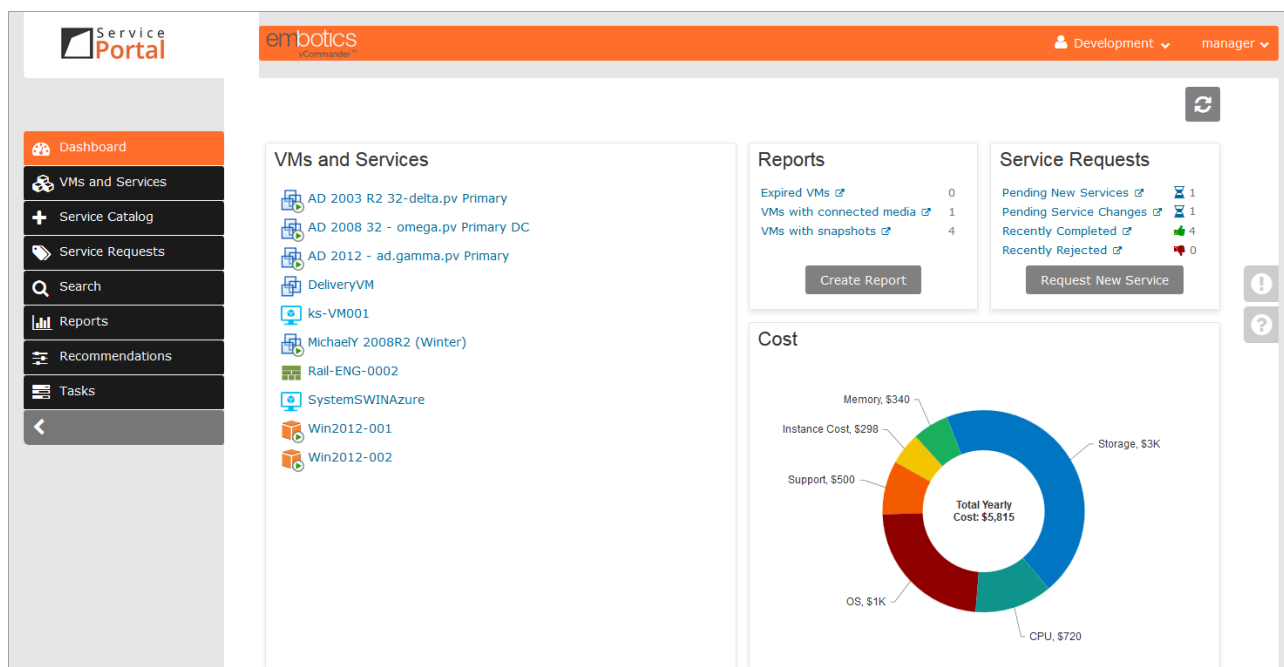 Service
Portal
embotics
vCommander™
Development
manager
Dashboard
VMs and Services
Service Catalog
Service Requests
Search
Reports
Recommendations
Tasks
VMs and Services
AD 2003 R2 32-delta.pv Primary
AD 2008 32 - omega.pv Primary DC
AD 2012 - ad.gamma.pv Primary
DeliveryVM
ks-VM001
MichaelY 2008R2 (Winter)
Rail-ENG-0002
SystemSWINAzure
Win2012-001
Win2012-002
Reports
Expired VMs 0
VMs with connected media 1
VMs with snapshots 4
Create Report
Service Requests
Pending New Services 1
Pending Service Changes 1
Recently Completed 4
Recently Rejected 0
Request New Service
Cost
Memory, $340
Instance Cost, $298
Storage, $3K
Support, $500
Total Yearly
Cost: $5,815
OS, $1K
CPU, $720